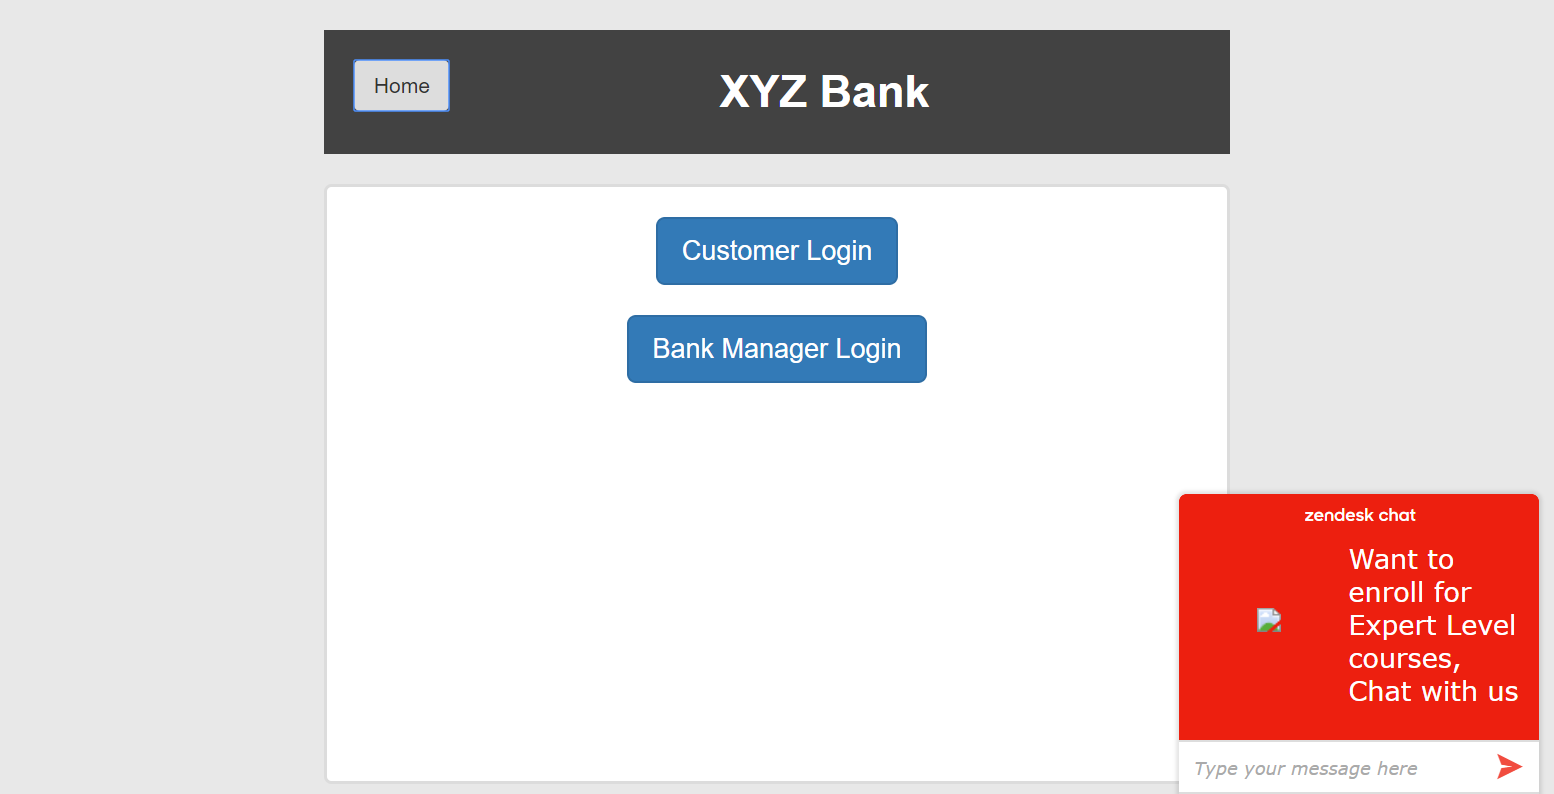 Home
XYZ Bank
Customer Login
Bank Manager Login
zendesk chat
Want to
enroll for
Expert Level
courses,
Chat with us
Type your message here